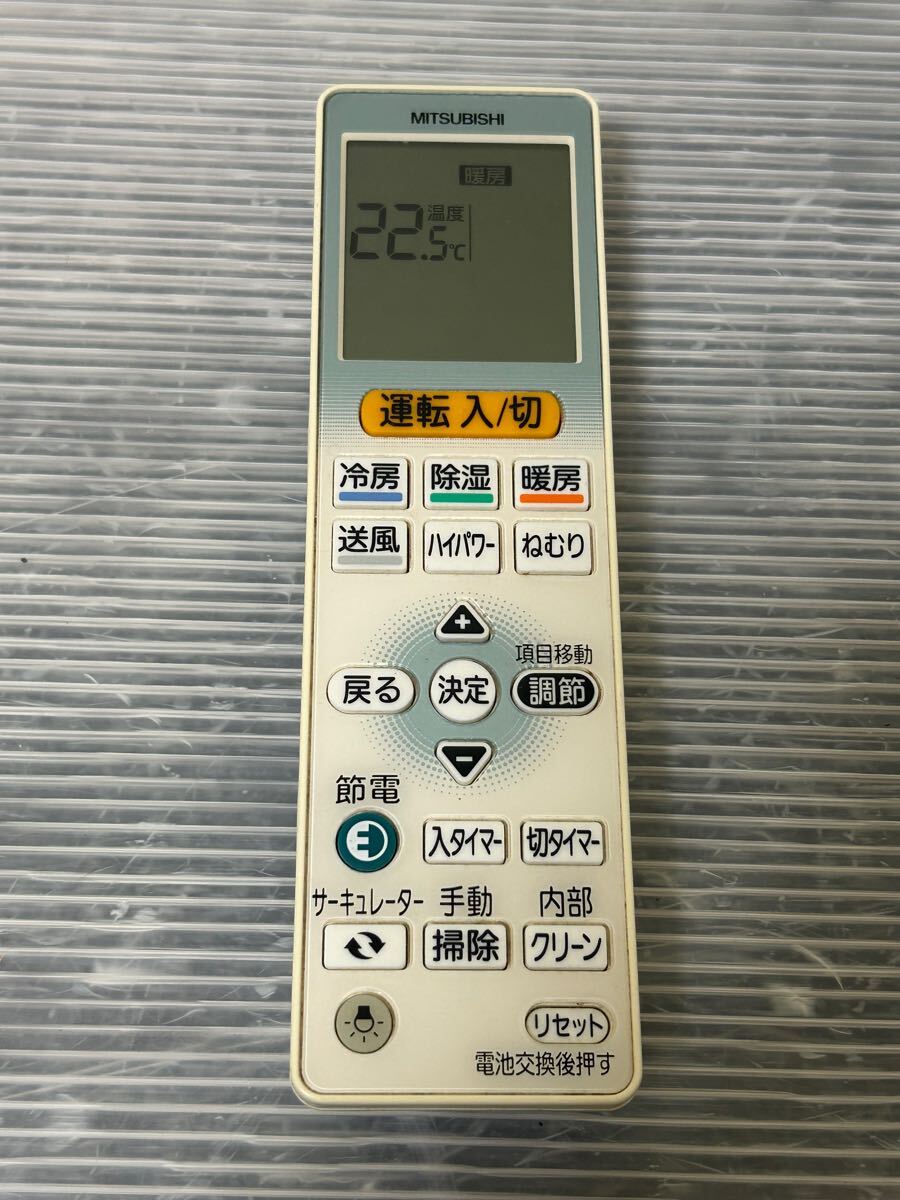 MITSUBISHI
暖房
温度
22.5℃
運転 入/切
冷房 除湿 暖房
送風 ハイパワー ねむり
+
項目移動
戻る 決定 調節
-
節電
入タイマー 切タイマー
サーキュレーター 手動 内部
掃除 クリーン
リセット
電池交換後押す